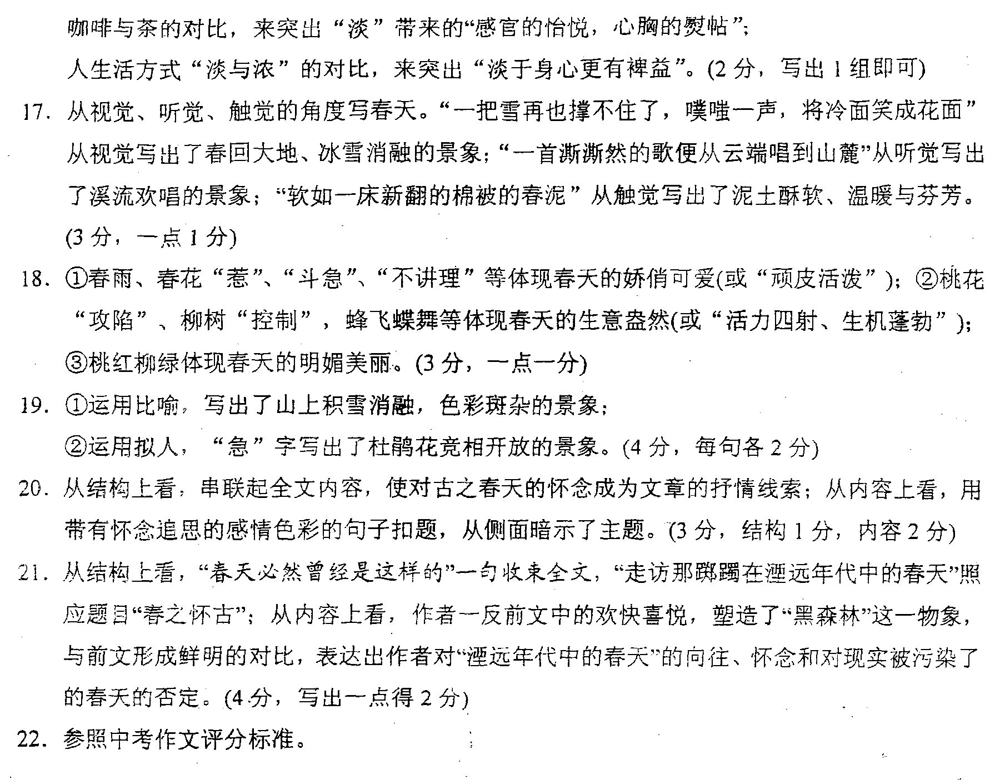 咖啡与茶的对比，来突出“淡”带来的“感官的怡悦，心胸的熨帖”；
人生活方式“淡与浓”的对比，来突出“淡于身心更有裨益”。(2 分，写出 1 组即可)
17. 从视觉、听觉、触觉的角度写春天。“一把雪再也撑不住了，噗嗤一声，将冷面笑成花面”
从视觉写出了春回大地、冰雪消融的景象；“一首澌澌然的歌便从云端唱到山麓”从听觉写出
了溪流欢唱的景象；“软如一床新翻的棉被的春泥”从触觉写出了泥土酥软、温暖与芬芳。
(3 分，一点 1 分)
18. ①春雨、春花“惹”、“斗急”、“不讲理”等体现春天的娇俏可爱(或“顽皮活泼”)；②桃花
“攻陷”、柳树“控制”，蜂飞蝶舞等体现春天的生意盎然(或“活力四射、生机蓬勃”)；
③桃红柳绿体现春天的明媚美丽。(3 分，一点一分)
19. ①运用比喻，写出了山上积雪消融，色彩斑杂的景象；
②运用拟人，“急”字写出了杜鹃花竞相开放的景象。(4 分，每句各 2 分)
20. 从结构上看，串联起全文内容，使对古之春天的怀念成为文章的抒情线索；从内容上看，用
带有怀念追思的感情色彩的句子扣题，从侧面暗示了主题。(3 分，结构 1 分，内容 2 分)
21. 从结构上看，“春天必然曾经是这样的”一句收束全文，“走访那踯躅在湮远年代中的春天”照
应题目“春之怀古”；从内容上看，作者一反前文中的欢快喜悦，塑造了“黑森林”这一物象，
与前文形成鲜明的对比，表达出作者对“湮远年代中的春天”的向往、怀念和对现实被污染了
的春天的否定。(4 分，写出一点得 2 分)
22. 参照中考作文评分标准。